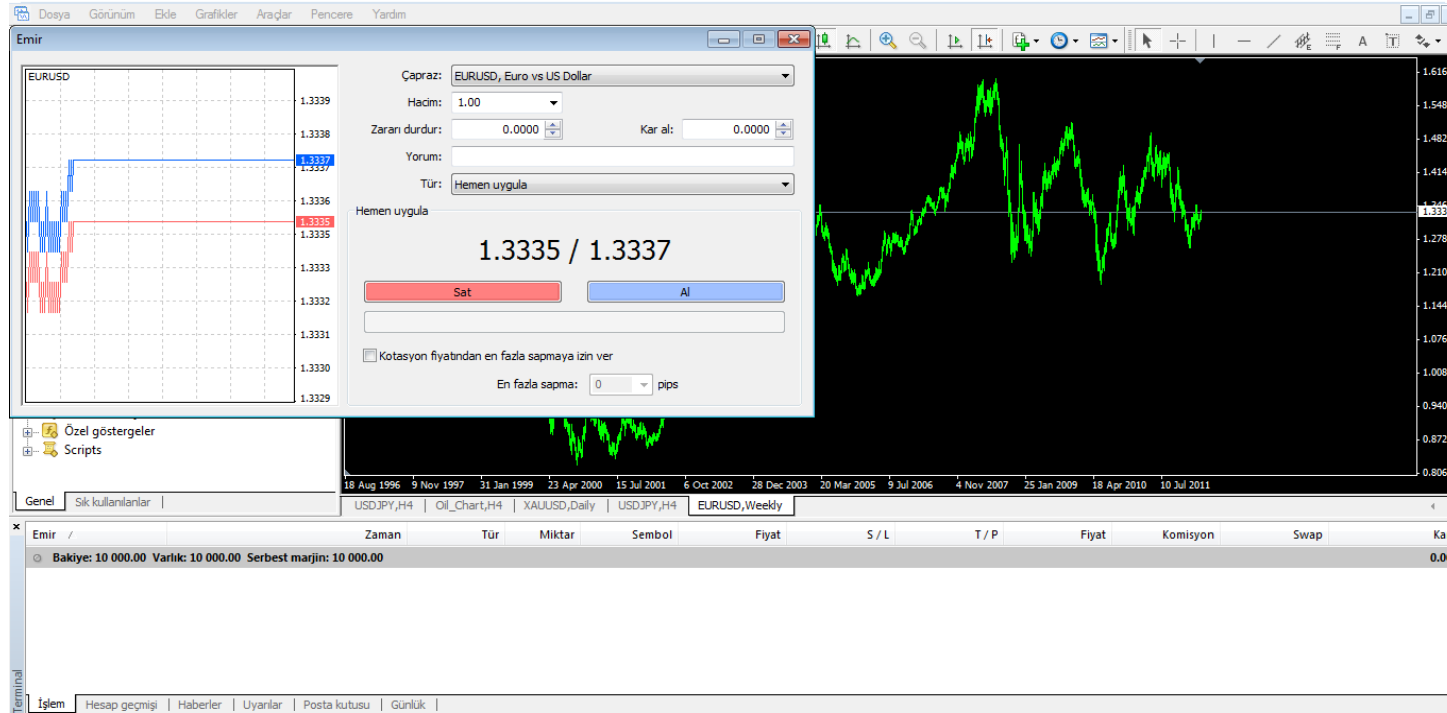 Dosya Görünüm Ekle Grafikler Araçlar Pencere Yardım
Emir
EURUSD
1.3339
1.3338
1.3337
1.3337
1.3336
1.3335
1.3335
1.3333
1.3332
1.3331
1.3330
1.3329
Çapraz: EURUSD, Euro vs US Dollar
Hacim: 1.00
Zararı durdur: 0.0000 Kar al: 0.0000
Yorum:
Tür: Hemen uygula
Hemen uygula
1.3335 / 1.3337
Sat Al
Kotasyon fiyatından en fazla sapmaya izin ver
En fazla sapma: 0 pips
A T
1.616
1.548
1.482
1.414
1.333
1.278
1.210
1.144
1.076
1.008
0.940
0.872
0.806
18 Aug 1996 9 Nov 1997 31 Jan 1999 23 Apr 2000 15 Jul 2001 6 Oct 2002 28 Dec 2003 20 Mar 2005 9 Jul 2006 4 Nov 2007 25 Jan 2009 18 Apr 2010 10 Jul 2011
Özel göstergeler
Scripts
Genel Sık kullanılanlar
USDJPY,H4 Oil_Chart,H4 XAUUSD,Daily USDJPY,H4 EURUSD,Weekly
Emir / Zaman Tür Miktar Sembol Fiyat S / L T / P Fiyat Komisyon Swap Ka
Bakiye: 10 000.00 Varlık: 10 000.00 Serbest marjin: 10 000.00 0.0
Terminal
İşlem Hesap geçmişi Haberler Uyarılar Posta kutusu Günlük